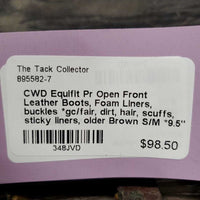 The Tack Collector
895582-7
CWD Equifit Pr Open Front
Leather Boots, Foam Liners,
buckles *gc/fair, dirt, hair, scuffs,
sticky liners, older Brown S/M *9.5"
348JVD
$98.50